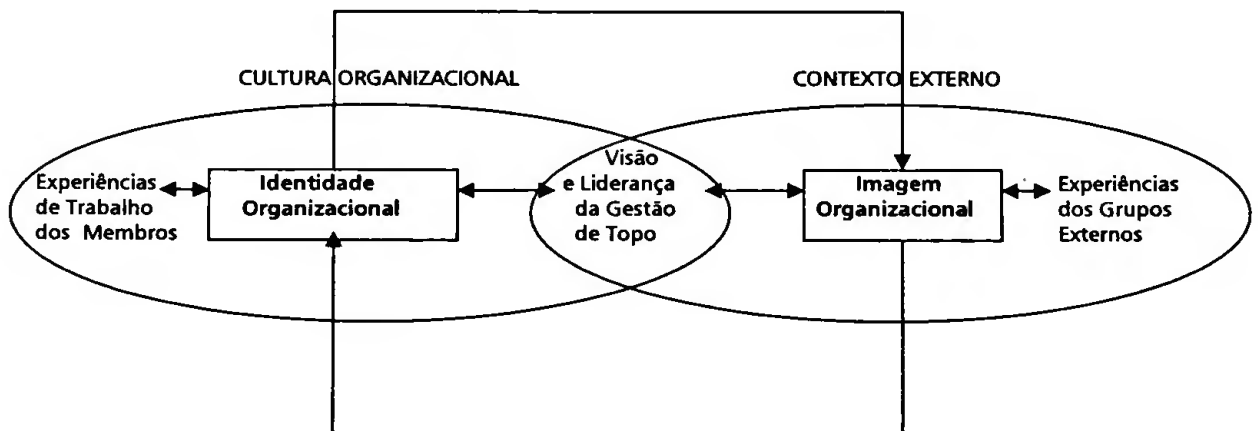 CULTURA ORGANIZACIONAL
CONTEXTO EXTERNO
Experiências
de Trabalho
dos Membros
Identidade
Organizacional
Visão
e Liderança
da Gestão
de Topo
Imagem
Organizacional
Experiências
dos Grupos
Externos